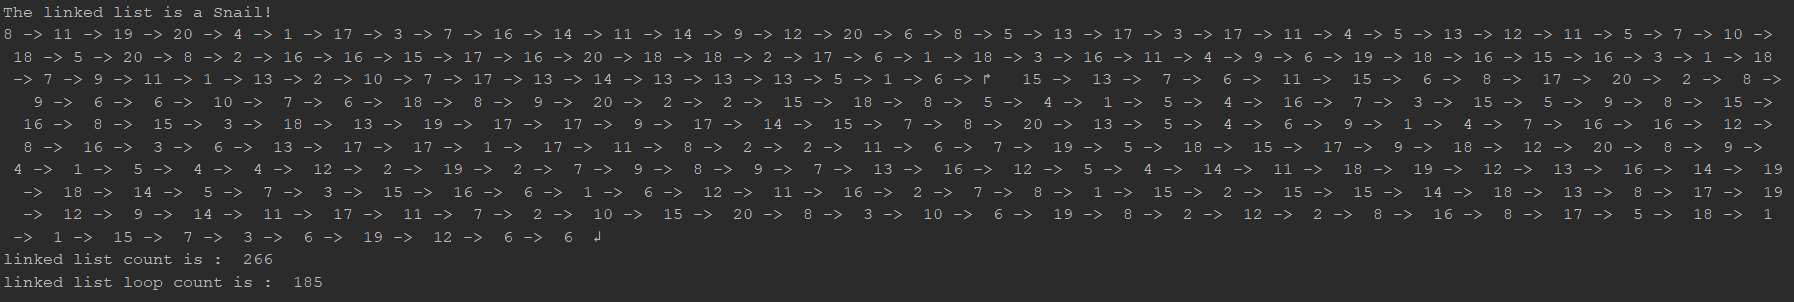 The linked list is a Snail!
8 -> 11 -> 19 -> 20 -> 4 -> 1 -> 17 -> 3 -> 7 -> 16 -> 14 -> 11 -> 14 -> 9 -> 12 -> 20 -> 6 -> 8 -> 5 -> 13 -> 17 -> 3 -> 17 -> 11 -> 4 -> 5 -> 13 -> 12 -> 11 -> 5 -> 7 -> 10 ->
18 -> 5 -> 20 -> 8 -> 2 -> 16 -> 16 -> 15 -> 17 -> 16 -> 20 -> 18 -> 18 -> 2 -> 17 -> 6 -> 1 -> 18 -> 3 -> 16 -> 11 -> 4 -> 9 -> 6 -> 19 -> 18 -> 16 -> 15 -> 16 -> 3 -> 1 -> 18
-> 7 -> 9 -> 11 -> 1 -> 13 -> 2 -> 10 -> 7 -> 17 -> 13 -> 14 -> 13 -> 13 -> 13 -> 5 -> 1 -> 6 -> ↱ 15 -> 13 -> 7 -> 6 -> 11 -> 15 -> 6 -> 8 -> 17 -> 20 -> 2 -> 8 ->
9 -> 6 -> 6 -> 10 -> 7 -> 6 -> 18 -> 8 -> 9 -> 20 -> 2 -> 2 -> 15 -> 18 -> 8 -> 5 -> 4 -> 1 -> 5 -> 4 -> 16 -> 7 -> 3 -> 15 -> 5 -> 9 -> 8 -> 15 ->
16 -> 8 -> 15 -> 3 -> 18 -> 13 -> 19 -> 17 -> 17 -> 9 -> 17 -> 14 -> 15 -> 7 -> 8 -> 20 -> 13 -> 5 -> 4 -> 6 -> 9 -> 1 -> 4 -> 7 -> 16 -> 16 -> 12 ->
8 -> 16 -> 3 -> 6 -> 13 -> 17 -> 17 -> 1 -> 17 -> 11 -> 8 -> 2 -> 2 -> 11 -> 6 -> 7 -> 19 -> 5 -> 18 -> 15 -> 17 -> 9 -> 18 -> 12 -> 20 -> 8 -> 9 ->
4 -> 1 -> 5 -> 4 -> 4 -> 12 -> 2 -> 19 -> 2 -> 7 -> 9 -> 8 -> 9 -> 7 -> 13 -> 16 -> 12 -> 5 -> 4 -> 14 -> 11 -> 18 -> 19 -> 12 -> 13 -> 16 -> 14 -> 19
-> 18 -> 14 -> 5 -> 7 -> 3 -> 15 -> 16 -> 6 -> 1 -> 6 -> 12 -> 11 -> 16 -> 2 -> 7 -> 8 -> 1 -> 15 -> 2 -> 15 -> 15 -> 14 -> 18 -> 13 -> 8 -> 17 -> 19
-> 12 -> 9 -> 14 -> 11 -> 17 -> 11 -> 7 -> 2 -> 10 -> 15 -> 20 -> 8 -> 3 -> 10 -> 6 -> 19 -> 8 -> 2 -> 12 -> 2 -> 8 -> 16 -> 8 -> 17 -> 5 -> 18 -> 1
-> 1 -> 15 -> 7 -> 3 -> 6 -> 19 -> 12 -> 6 -> 6 ↲
linked list count is : 266
linked list loop count is : 185